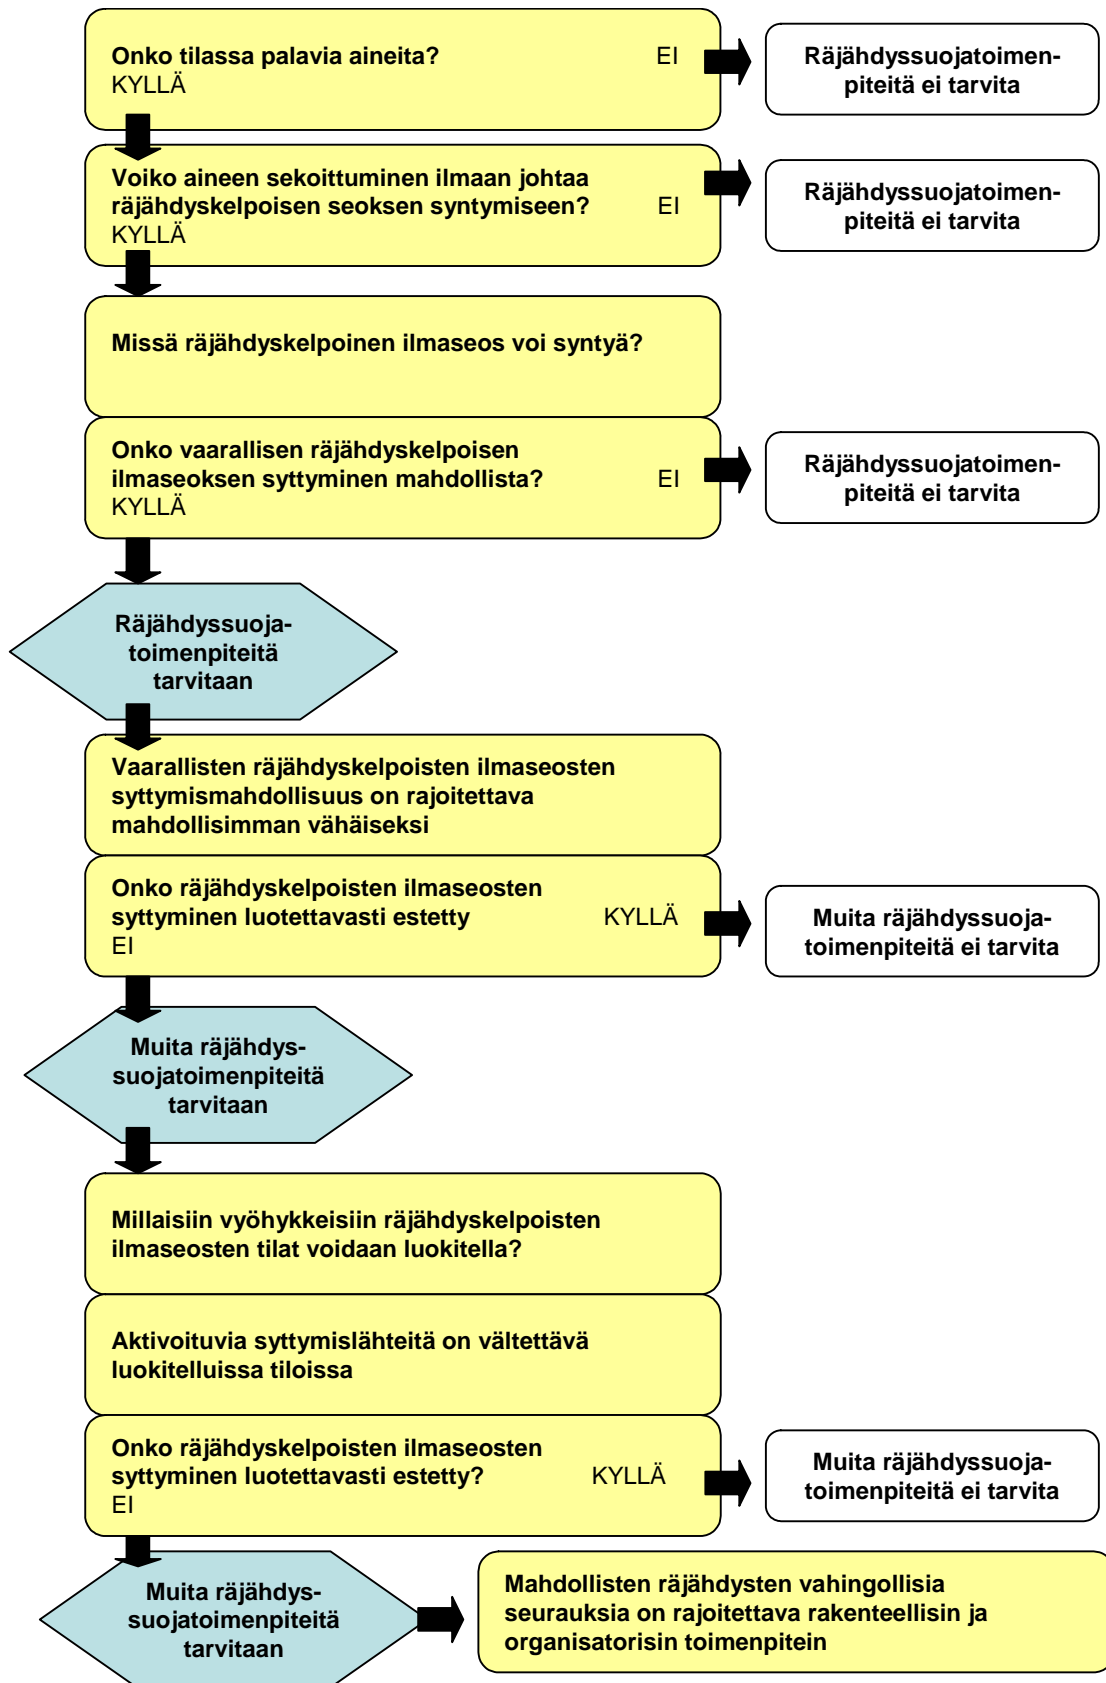 Onko tilassa palavia aineita? EI
KYLLÄ
Räjähdyssuojatoimen-
piteitä ei tarvita
Voiko aineen sekoittuminen ilmaan johtaa
räjähdyskelpoisen seoksen syntymiseen? EI
KYLLÄ
Räjähdyssuojatoimen-
piteitä ei tarvita
Missä räjähdyskelpoinen ilmaseos voi syntyä?
Onko vaarallisen räjähdyskelpoisen
ilmaseoksen syttyminen mahdollista? EI
KYLLÄ
Räjähdyssuojatoimen-
piteitä ei tarvita
Räjähdyssuoja-
toimenpiteitä
tarvitaan
Vaarallisten räjähdyskelpoisten ilmaseosten
syttymismahdollisuus on rajoitettava
mahdollisimman vähäiseksi
Onko räjähdyskelpoisten ilmaseosten
syttyminen luotettavasti estetty KYLLÄ
EI
Muita räjähdyssuoja-
toimenpiteitä ei tarvita
Muita räjähdys-
suojatoimenpiteitä
tarvitaan
Millaisiin vyöhykkeisiin räjähdyskelpoisten
ilmaseosten tilat voidaan luokitella?
Aktivoituvia syttymislähteitä on vältettävä
luokitelluissa tiloissa
Onko räjähdyskelpoisten ilmaseosten
syttyminen luotettavasti estetty? KYLLÄ
EI
Muita räjähdyssuoja-
toimenpiteitä ei tarvita
Muita räjähdys-
suojatoimenpiteitä
tarvitaan
Mahdollisten räjähdysten vahingollisia
seurauksia on rajoitettava rakenteellisin ja
organisatorisin toimenpitein